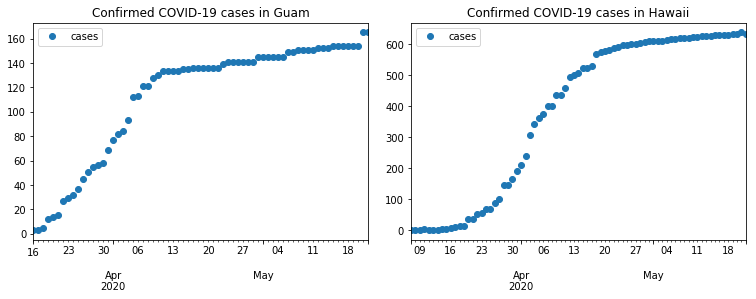 Confirmed COVID-19 cases in Guam
cases
160
140
120
100
80
60
40
20
0
16 23 30 06 13 20 27 04 11 18
Apr May
2020
Confirmed COVID-19 cases in Hawaii
cases
600
500
400
300
200
100
0
09 16 23 30 06 13 20 27 04 11 18
Apr May
2020